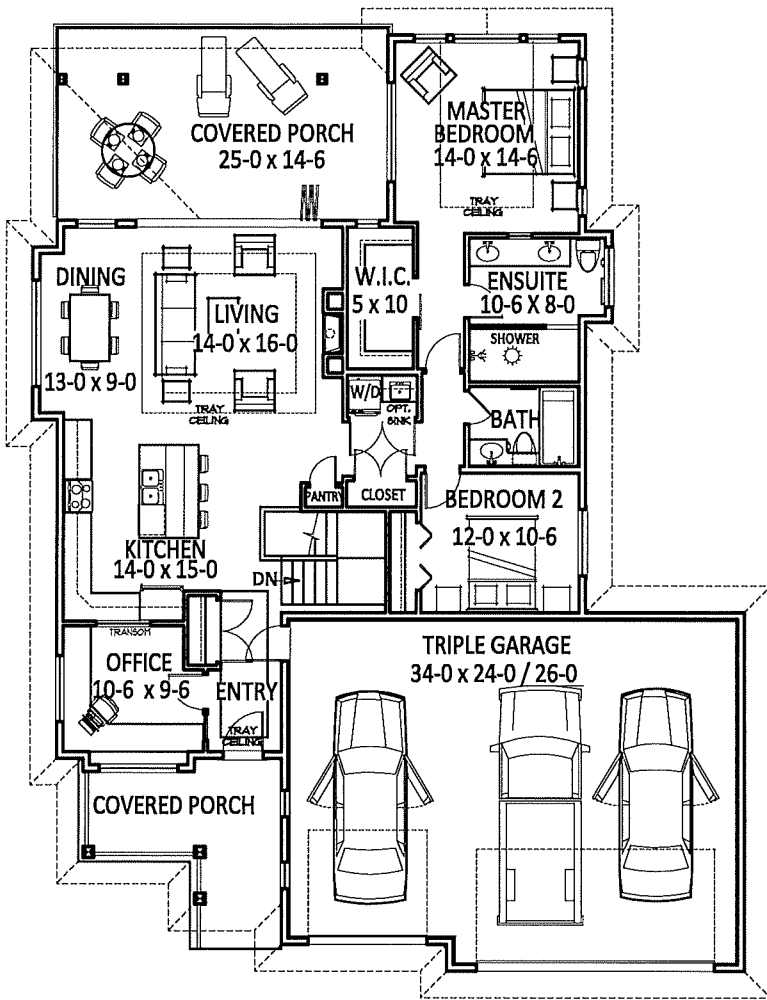 COVERED PORCH
25-0 x 14-6
MASTER
BEDROOM
14-0 x 14-6
TRAY
CEILING
DINING
13-0 x 9-0
LIVING
14-0 x 16-0
TRAY
CEILING
W.I.C.
5 x 10
ENSUITE
10-6 X 8-0
SHOWER
W/D
OPT.
SINK
BATH
PANTRY
CLOSET
BEDROOM 2
12-0 x 10-6
KITCHEN
14-0 x 15-0
DN
TRANSOM
OFFICE
10-6 x 9-6
ENTRY
TRAY
CEILING
TRIPLE GARAGE
34-0 x 24-0 / 26-0
COVERED PORCH